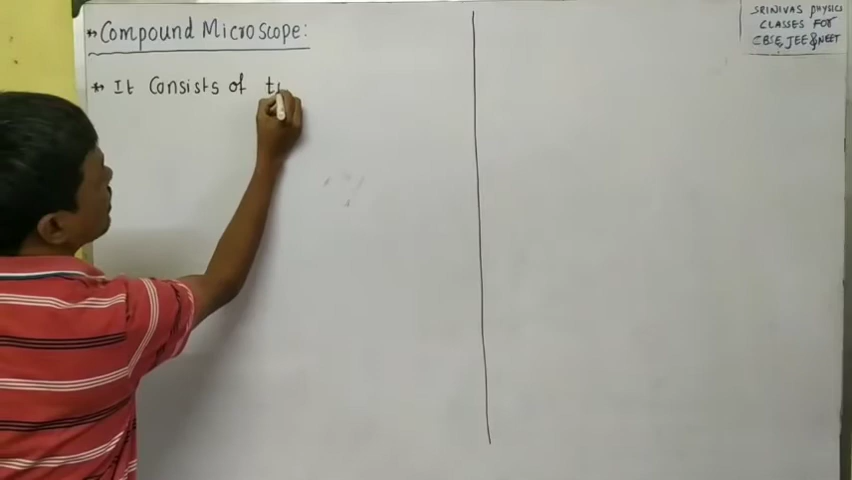 Compound Microscope:
It Consists of
SRINIVAS PHYSICS
CLASSES FOR
CBSE, JEE & NEET